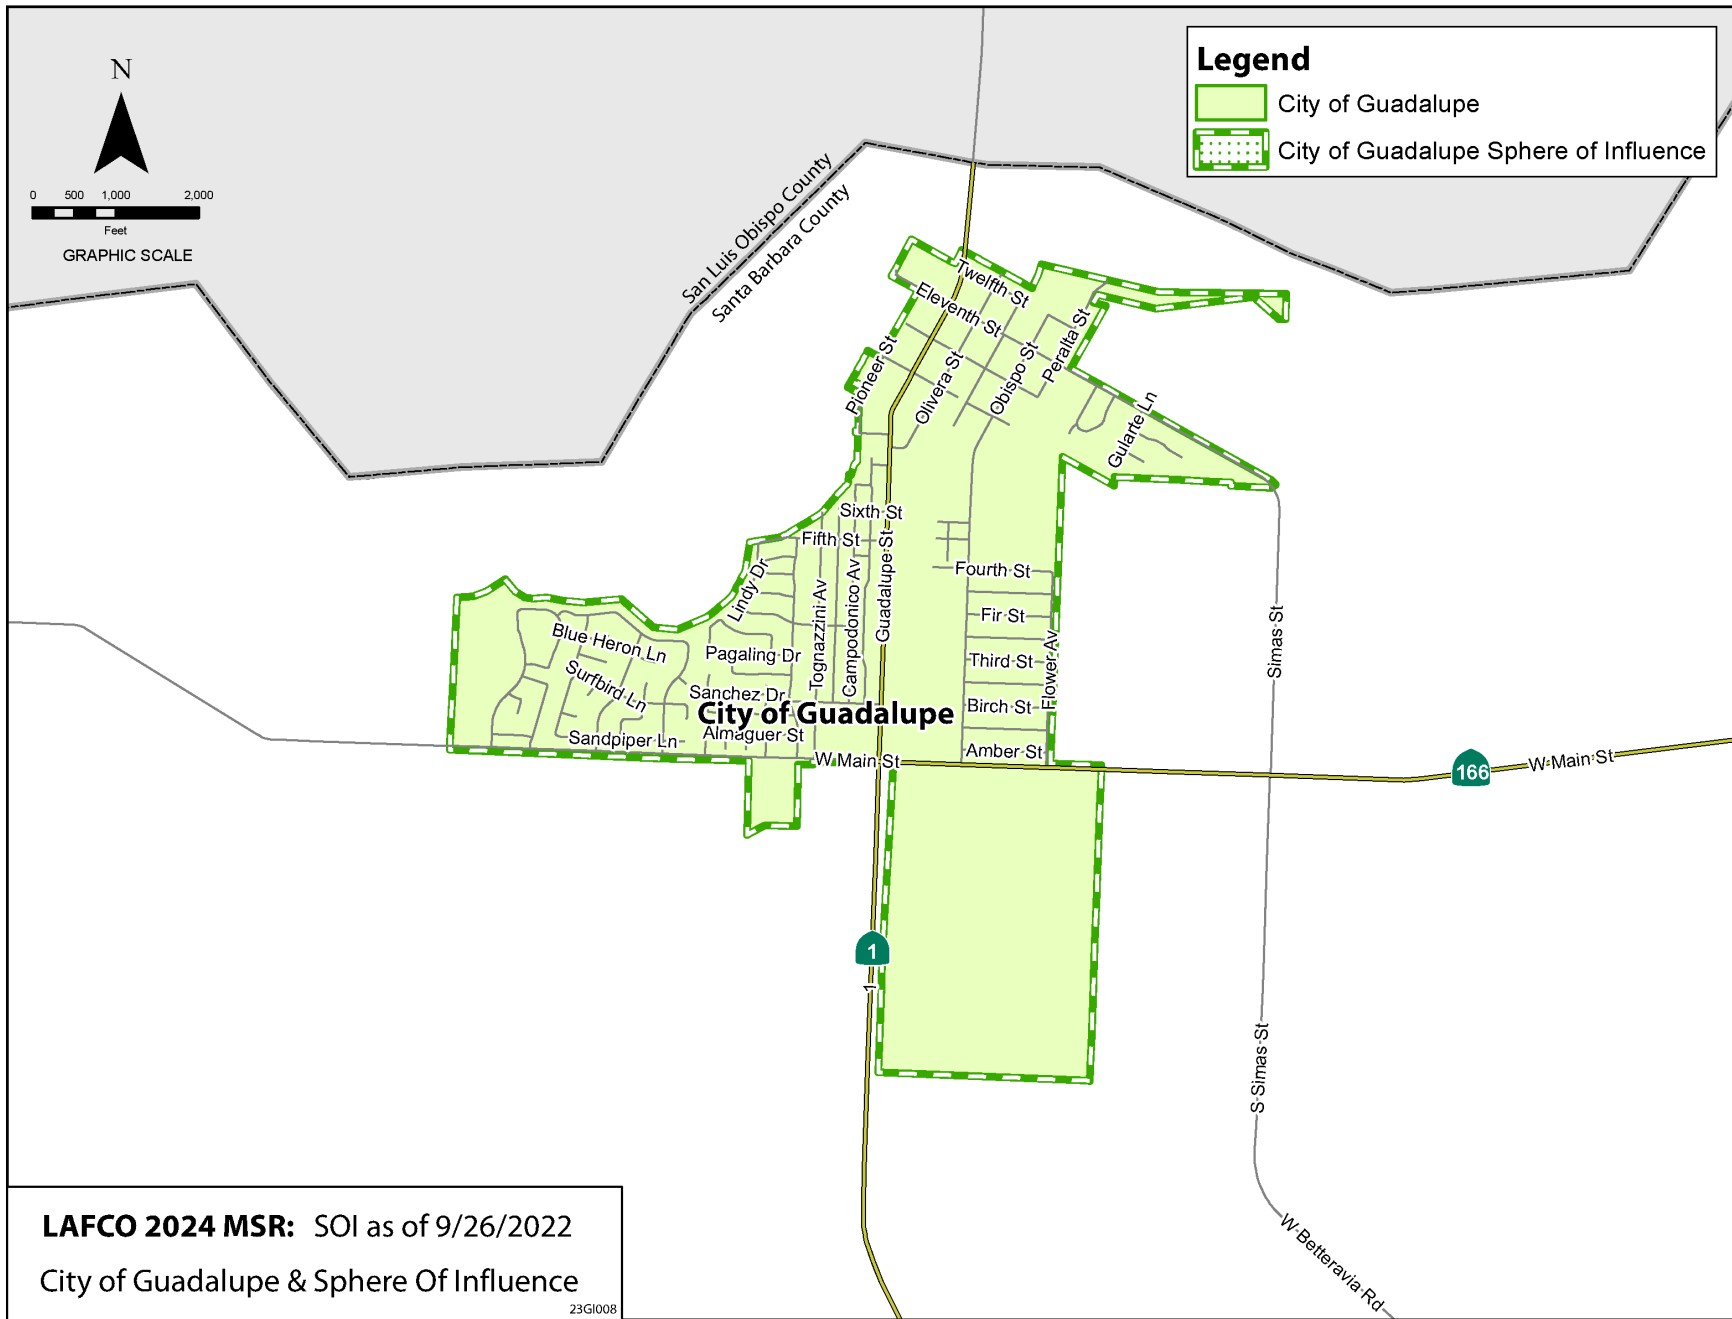 N
0 500 1,000 2,000
Feet
GRAPHIC SCALE
Legend
City of Guadalupe
City of Guadalupe Sphere of Influence
San Luis Obispo County
Santa Barbara County
Twelfth St
Eleventh St
Peralta St
Pioneer St
Olivera St
Obispo St
Gularte Ln
Sixth St
Fifth St
Guadalupe St
Lindy Dr
Tognazzini Av
Campodonico Av
Fourth St
Fir St
Simas St
Blue Heron Ln
Pagaling Dr
Third St
Flower Av
Surfbird Ln
Sanchez Dr
Birch St
City of Guadalupe
Sandpiper Ln
Almaguer St
Amber St
W Main St
166
W Main St
1
1
S Simas St
W Betteravia Rd
LAFCO 2024 MSR: SOI as of 9/26/2022
City of Guadalupe & Sphere Of Influence
23GI008